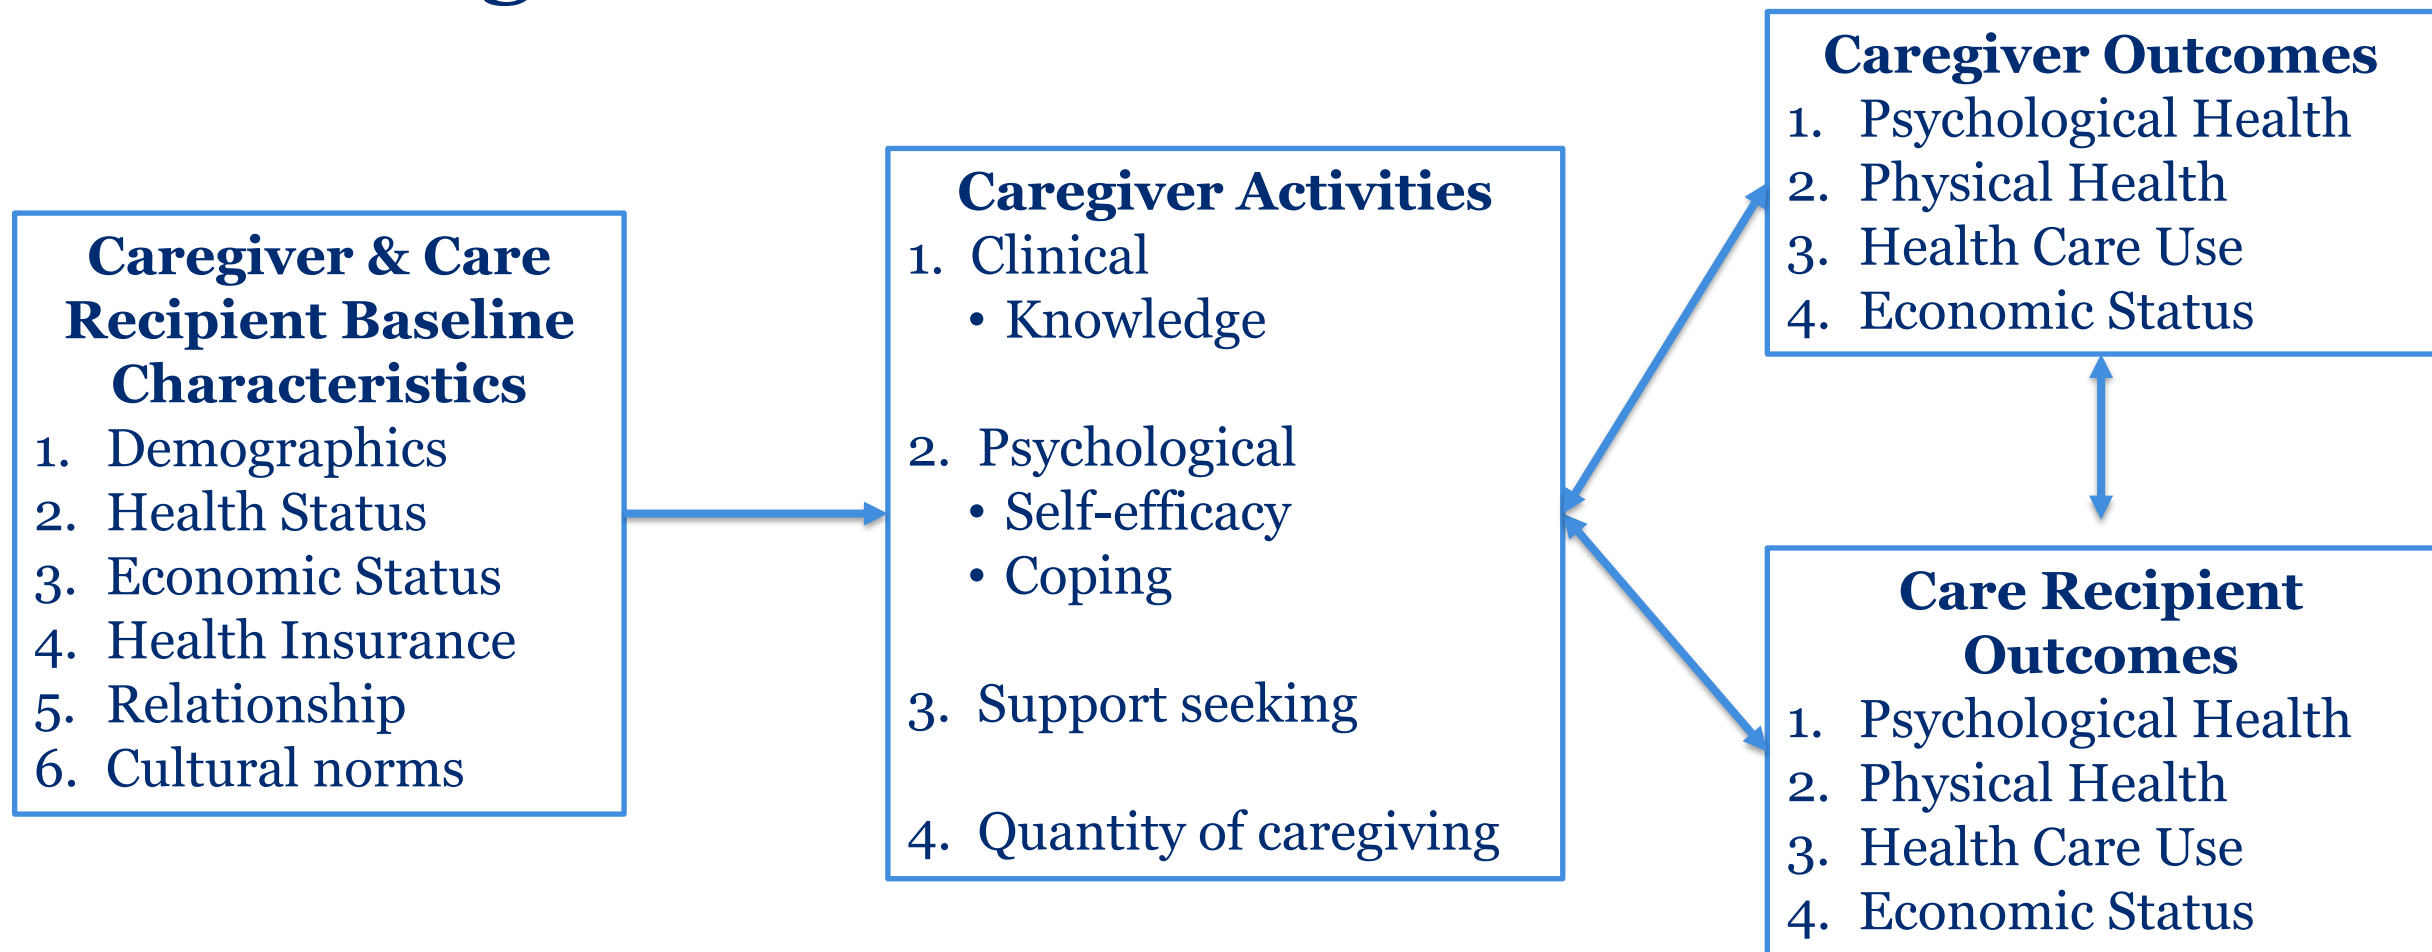 Caregiver & Care
Recipient Baseline
Characteristics
1. Demographics
2. Health Status
3. Economic Status
4. Health Insurance
5. Relationship
6. Cultural norms
Caregiver Activities
1. Clinical
• Knowledge
2. Psychological
• Self-efficacy
• Coping
3. Support seeking
4. Quantity of caregiving
Caregiver Outcomes
1. Psychological Health
2. Physical Health
3. Health Care Use
4. Economic Status
Care Recipient
Outcomes
1. Psychological Health
2. Physical Health
3. Health Care Use
4. Economic Status